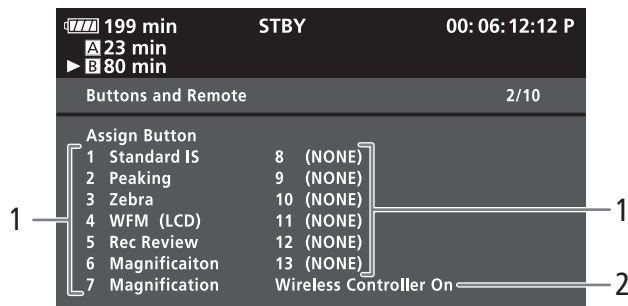 199 min STBY 00: 06: 12:12 P
A 23 min
▶ B 80 min
Buttons and Remote 2/10
Assign Button
1 Standard IS 8 (NONE)
2 Peaking 9 (NONE)
3 Zebra 10 (NONE)
4 WFM (LCD) 11 (NONE)
5 Rec Review 12 (NONE)
6 Magnificaiton 13 (NONE)
7 Magnification Wireless Controller On
1
1
2